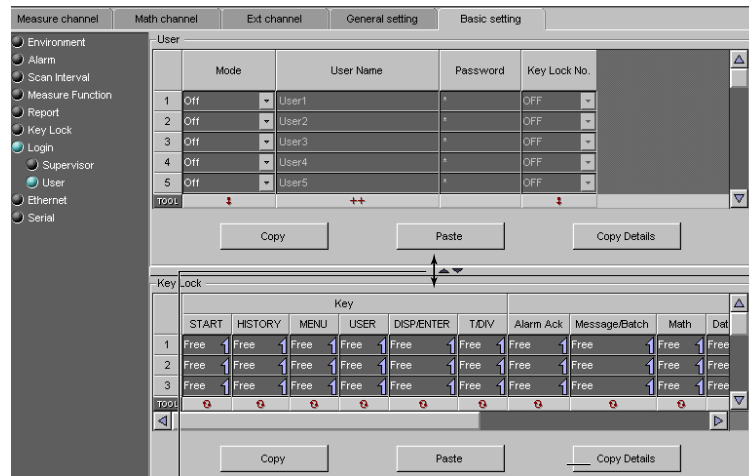 Measure channel Math channel Ext channel General setting Basic setting
Environment
Alarm
Scan Interval
Measure Function
Report
Key Lock
Login
Supervisor
User
Ethernet
Serial
User
Mode User Name Password Key Lock No.
1 Off User1 * OFF
2 Off User2 * OFF
3 Off User3 * OFF
4 Off User4 * OFF
5 Off User5 * OFF
TOOL ++
Copy Paste Copy Details
Key Lock
Key
START HISTORY MENU USER DISP/ENTER T/DIV Alarm Ack Message/Batch Math Dat
1 Free Free Free Free Free Free Free Free Free Free
2 Free Free Free Free Free Free Free Free Free Free
3 Free Free Free Free Free Free Free Free Free Free
TOOL
Copy Paste Copy Details